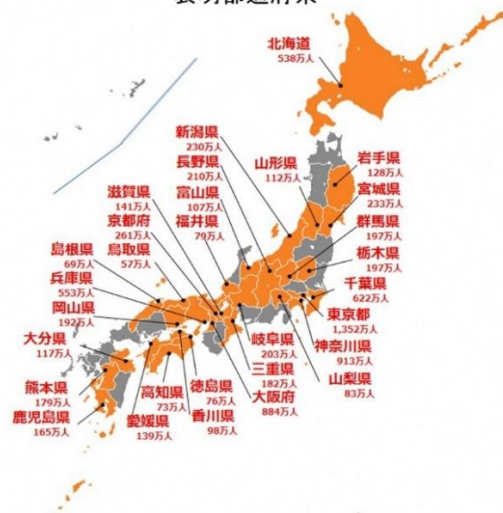 北海道
538万人
新潟県
230万人
長野県
210万人
山形県
112万人
岩手県
128万人
宮城県
233万人
滋賀県
141万人
富山県
107万人
京都府
261万人
福井県
79万人
群馬県
197万人
栃木県
197万人
島根県
69万人
鳥取県
57万人
兵庫県
553万人
千葉県
622万人
岡山県
192万人
東京都
1,352万人
大分県
117万人
岐阜県
203万人
神奈川県
913万人
三重県
182万人
山梨県
83万人
熊本県
179万人
高知県
73万人
徳島県
76万人
大阪府
884万人
鹿児島県
165万人
愛媛県
139万人
香川県
98万人